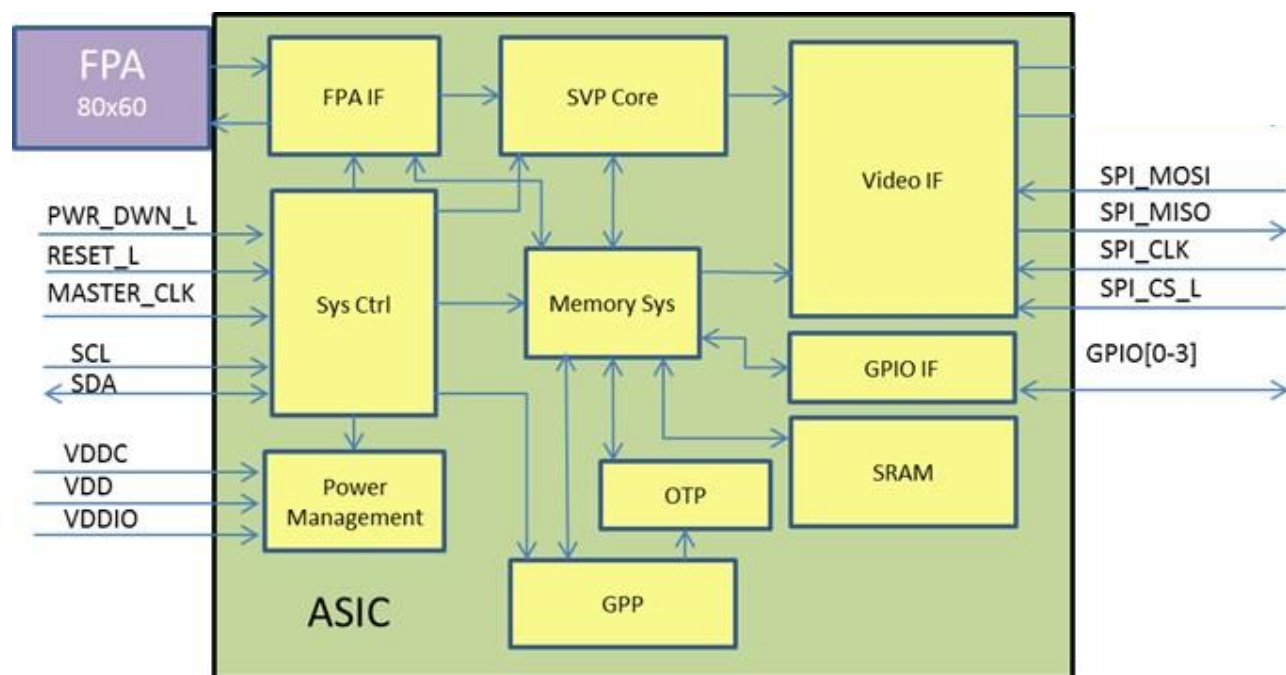 FPA
80x60
FPA IF
SVP Core
Video IF
PWR_DWN_L
RESET_L
MASTER_CLK
SCL
SDA
Sys Ctrl
Memory Sys
SPI_MOSI
SPI_MISO
SPI_CLK
SPI_CS_L
GPIO IF
GPIO[0-3]
VDDC
VDD
VDDIO
Power
Management
OTP
SRAM
GPP
ASIC